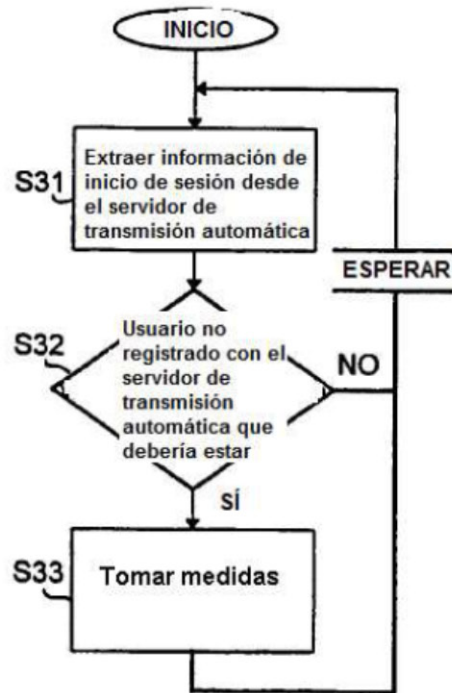 INICIO
S31
Extraer información de
inicio de sesión desde
el servidor de
transmisión automática
ESPERAR
S32
Usuario no
registrado con el
servidor de
transmisión
automática que
debería estar
NO
SÍ
S33
Tomar medidas